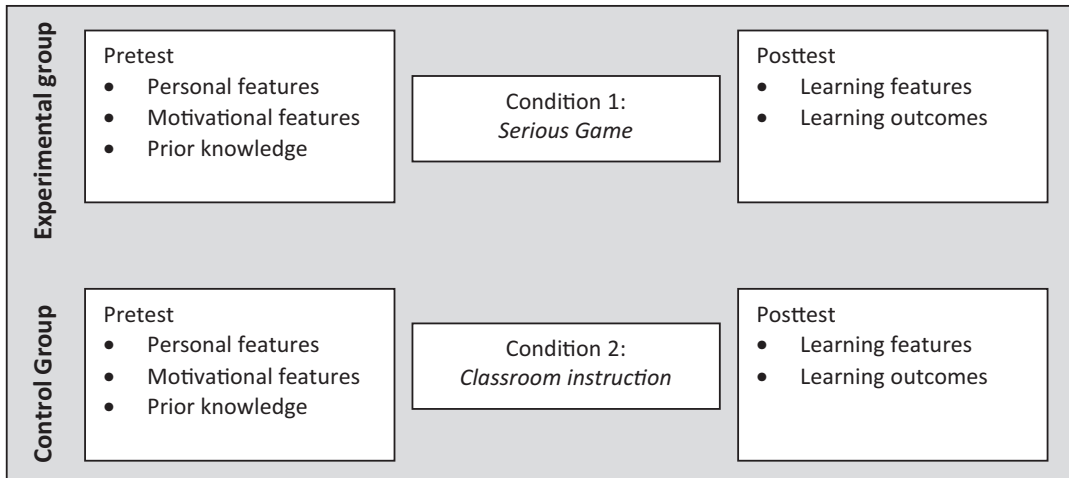 Experimental group
Pretest
• Personal features
• Motivational features
• Prior knowledge
Condition 1:
Serious Game
Posttest
• Learning features
• Learning outcomes
Control Group
Pretest
• Personal features
• Motivational features
• Prior knowledge
Condition 2:
Classroom instruction
Posttest
• Learning features
• Learning outcomes